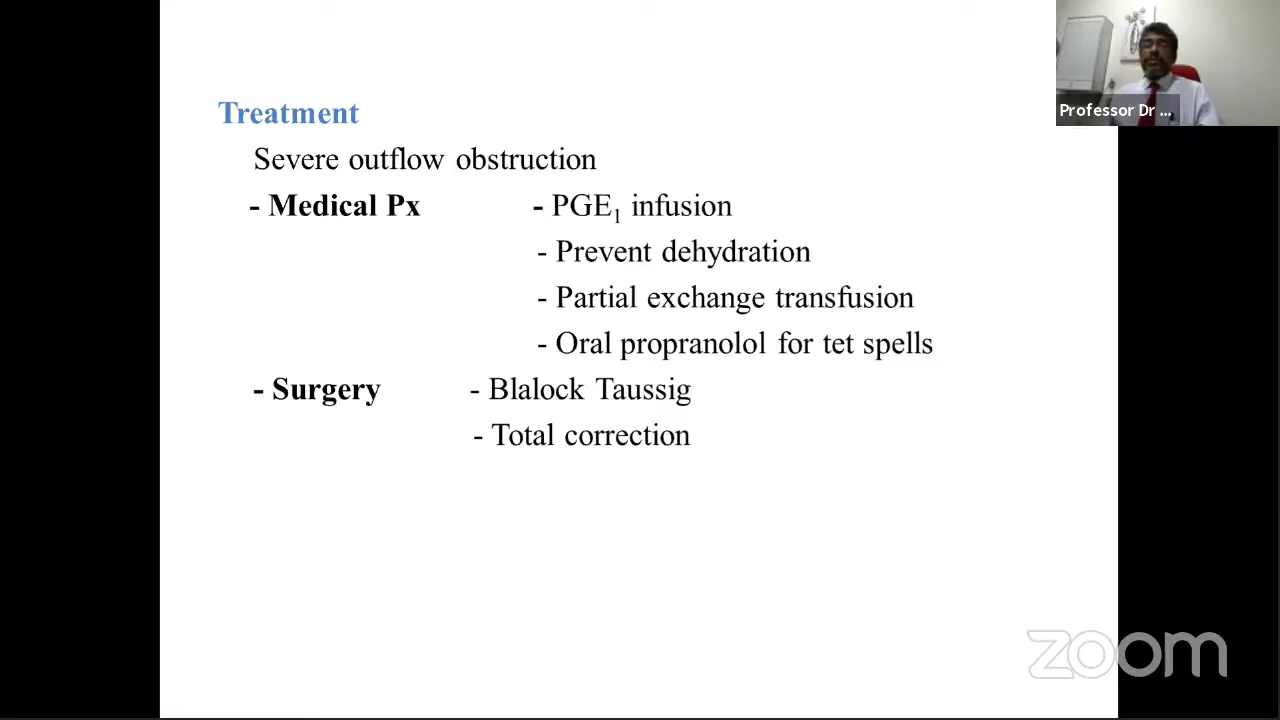 Treatment
Severe outflow obstruction
- Medical Px - PGE₁ infusion
- Prevent dehydration
- Partial exchange transfusion
- Oral propranolol for tet spells
- Surgery - Blalock Taussig
- Total correction
Professor Dr ...
zoom